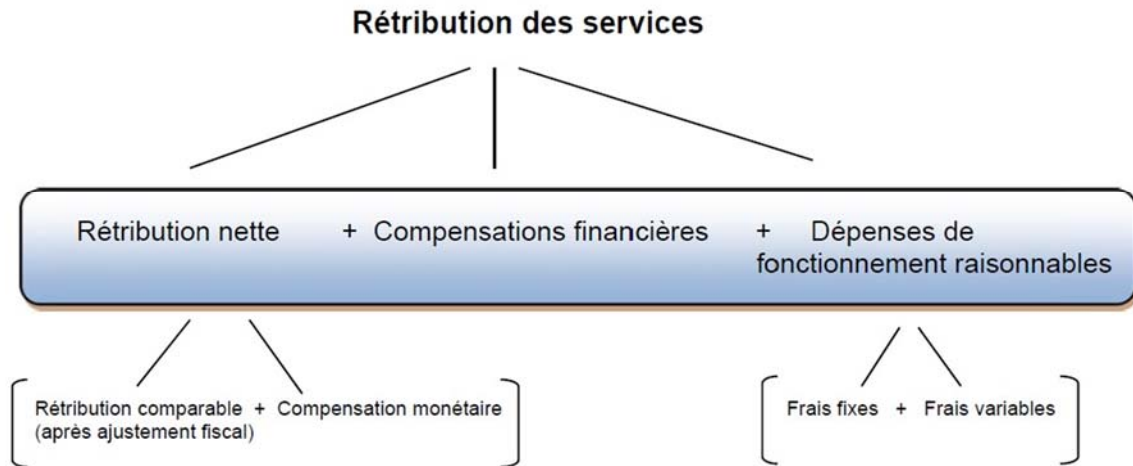 Rétribution des services
Rétribution nette + Compensations financières + Dépenses de
fonctionnement raisonnables
Rétribution comparable + Compensation monétaire
(après ajustement fiscal)
Frais fixes + Frais variables